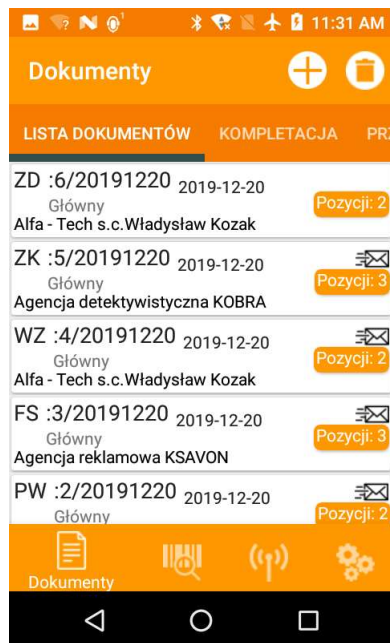 11:31 AM
Dokumenty
LISTA DOKUMENTÓW KOMPLETACJA PRZ
ZD :6/20191220 2019-12-20
Główny Pozycji: 2
Alfa - Tech s.c.Władysław Kozak
ZK :5/20191220 2019-12-20
Główny Pozycji: 3
Agencja detektywistyczna KOBRA
WZ :4/20191220 2019-12-20
Główny Pozycji: 2
Alfa - Tech s.c.Władysław Kozak
FS :3/20191220 2019-12-20
Główny Pozycji: 3
Agencja reklamowa KSAVON
PW :2/20191220 2019-12-20
Główny Pozycji: 2
Dokumenty